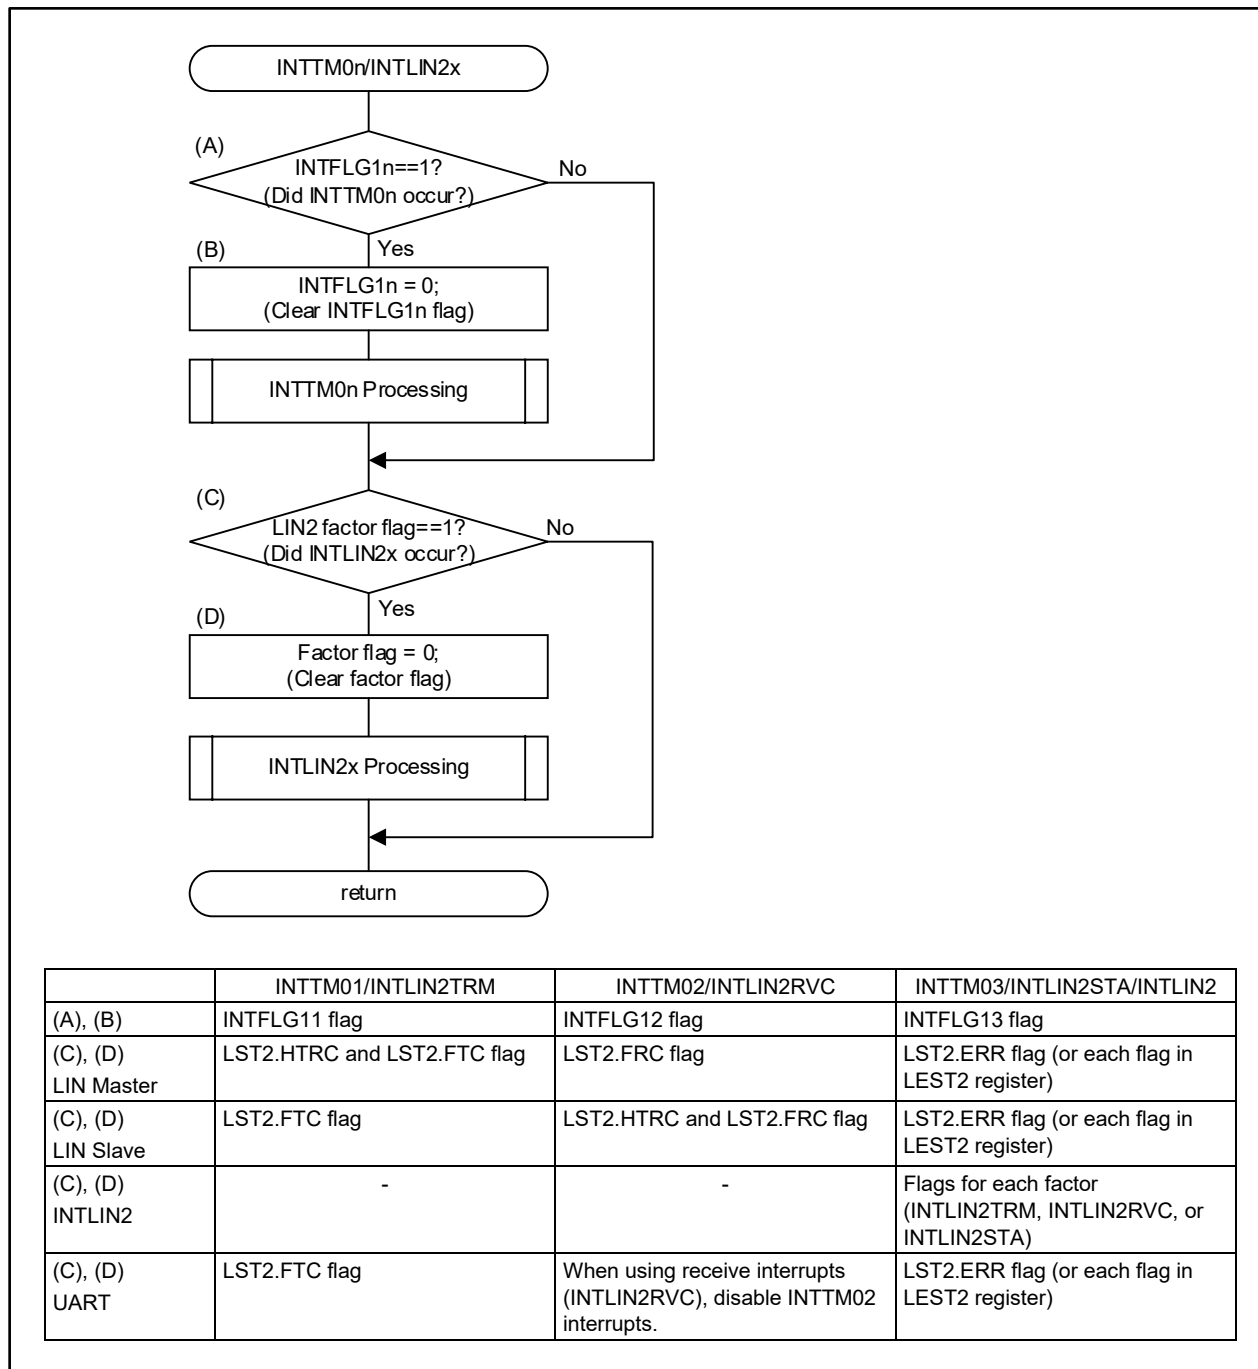 INTTM0n/INTLIN2x
(A)
INTFLG1n==1?
(Did INTTM0n occur?)
No
Yes
(B)
INTFLG1n = 0;
(Clear INTFLG1n flag)
INTTM0n Processing
(C)
LIN2 factor flag==1?
(Did INTLIN2x occur?)
No
Yes
(D)
Factor flag = 0;
(Clear factor flag)
INTLIN2x Processing
return
INTTM01/INTLIN2TRM
INTTM02/INTLIN2RVC
INTTM03/INTLIN2STA/INTLIN2
(A), (B)
INTFLG11 flag
INTFLG12 flag
INTFLG13 flag
(C), (D)
LIN Master
LST2.HTRC and LST2.FTC flag
LST2.FRC flag
LST2.ERR flag (or each flag in
LEST2 register)
(C), (D)
LIN Slave
LST2.FTC flag
LST2.HTRC and LST2.FRC flag
LST2.ERR flag (or each flag in
LEST2 register)
(C), (D)
INTLIN2
-
-
Flags for each factor
(INTLIN2TRM, INTLIN2RVC, or
INTLIN2STA)
(C), (D)
UART
LST2.FTC flag
When using receive interrupts
(INTLIN2RVC), disable INTTM02
interrupts.
LST2.ERR flag (or each flag in
LEST2 register)